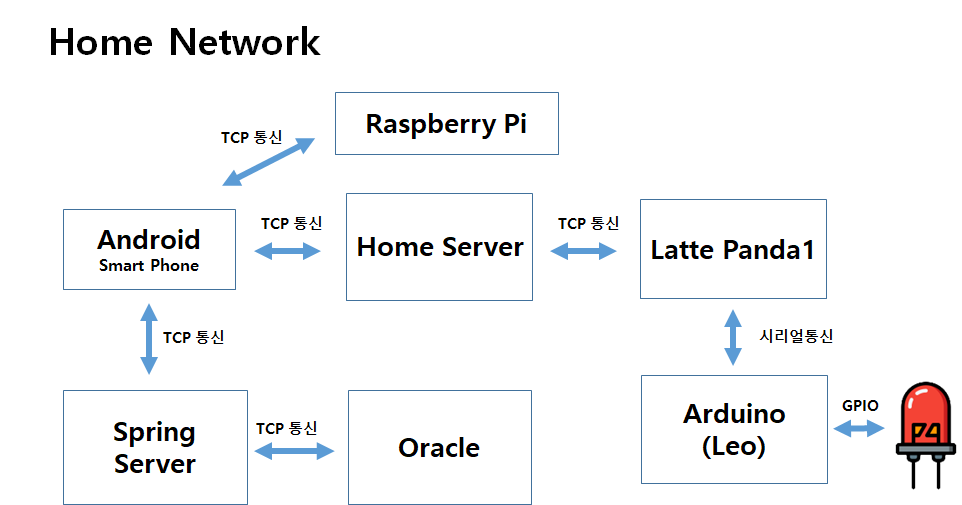 Home Network
TCP 통신
Raspberry Pi
Android
Smart Phone
TCP 통신
Home Server
TCP 통신
Latte Panda1
TCP 통신
시리얼통신
Spring
Server
TCP 통신
Oracle
Arduino
(Leo)
GPIO